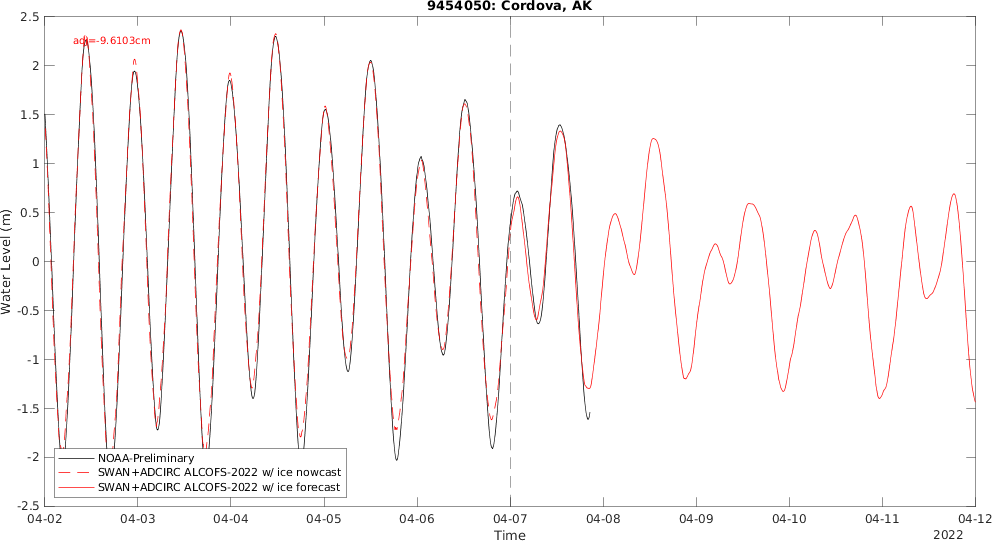 9454050: Cordova, AK
adj=-9.6103cm
Water Level (m)
2.5
2
1.5
1
0.5
0
-0.5
-1
-1.5
-2
-2.5
NOAA-Preliminary
SWAN+ADCIRC ALCOFS-2022 w/ ice nowcast
SWAN+ADCIRC ALCOFS-2022 w/ ice forecast
04-02 04-03 04-04 04-05 04-06 04-07 04-08 04-09 04-10 04-11 04-12
Time
2022